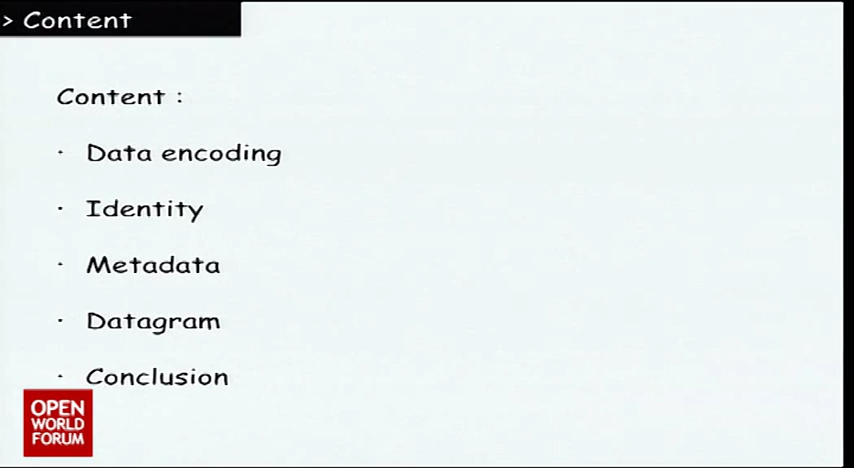 > Content
Content :
· Data encoding
· Identity
· Metadata
· Datagram
· Conclusion
OPEN
WORLD
FORUM